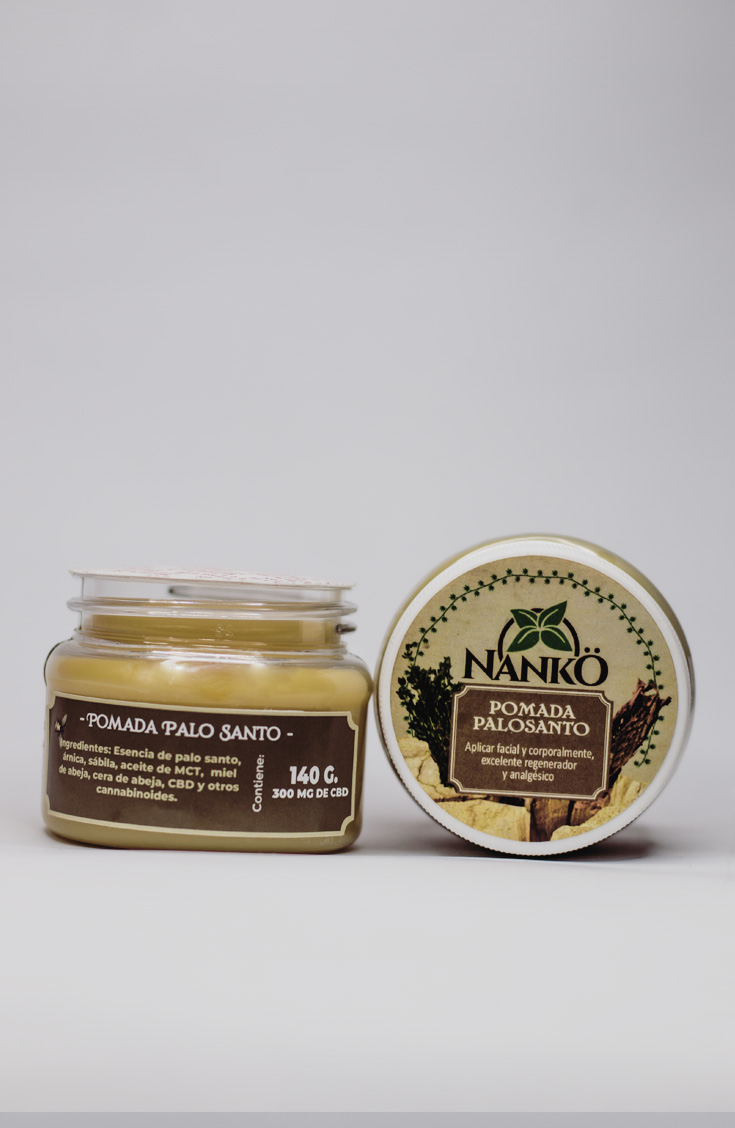 -POMADA PALO SANTO -
Ingredientes: Esencia de palo santo,
árnica, sábila, aceite de MCT, miel
de abeja, cera de abeja, CBD y otros
cannabinoides.
Contiene:
140 G.
300 MG DE CBD
NANKÖ
POMADA
PALOSANTO
Aplicar facial y corporalmente,
excelente regenerador
y analgésico